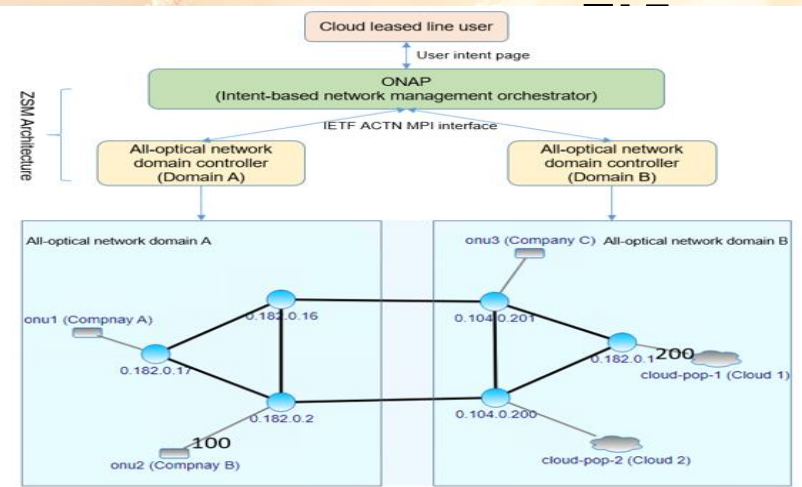 Cloud leased line user
User intent page
ONAP
(Intent-based network management orchestrator)
ZSM Architecture
IETF ACTN MPI interface
All-optical network
domain controller
(Domain A)
All-optical network
domain controller
(Domain B)
All-optical network domain A
onu3 (Company C)
All-optical network domain B
onu1 (Compnay A)
0.182.0.16
0.104.0.201
0.182.0.17
0.182.0.1
200
cloud-pop-1 (Cloud 1)
0.182.0.2
0.104.0.200
100
onu2 (Compnay B)
cloud-pop-2 (Cloud 2)